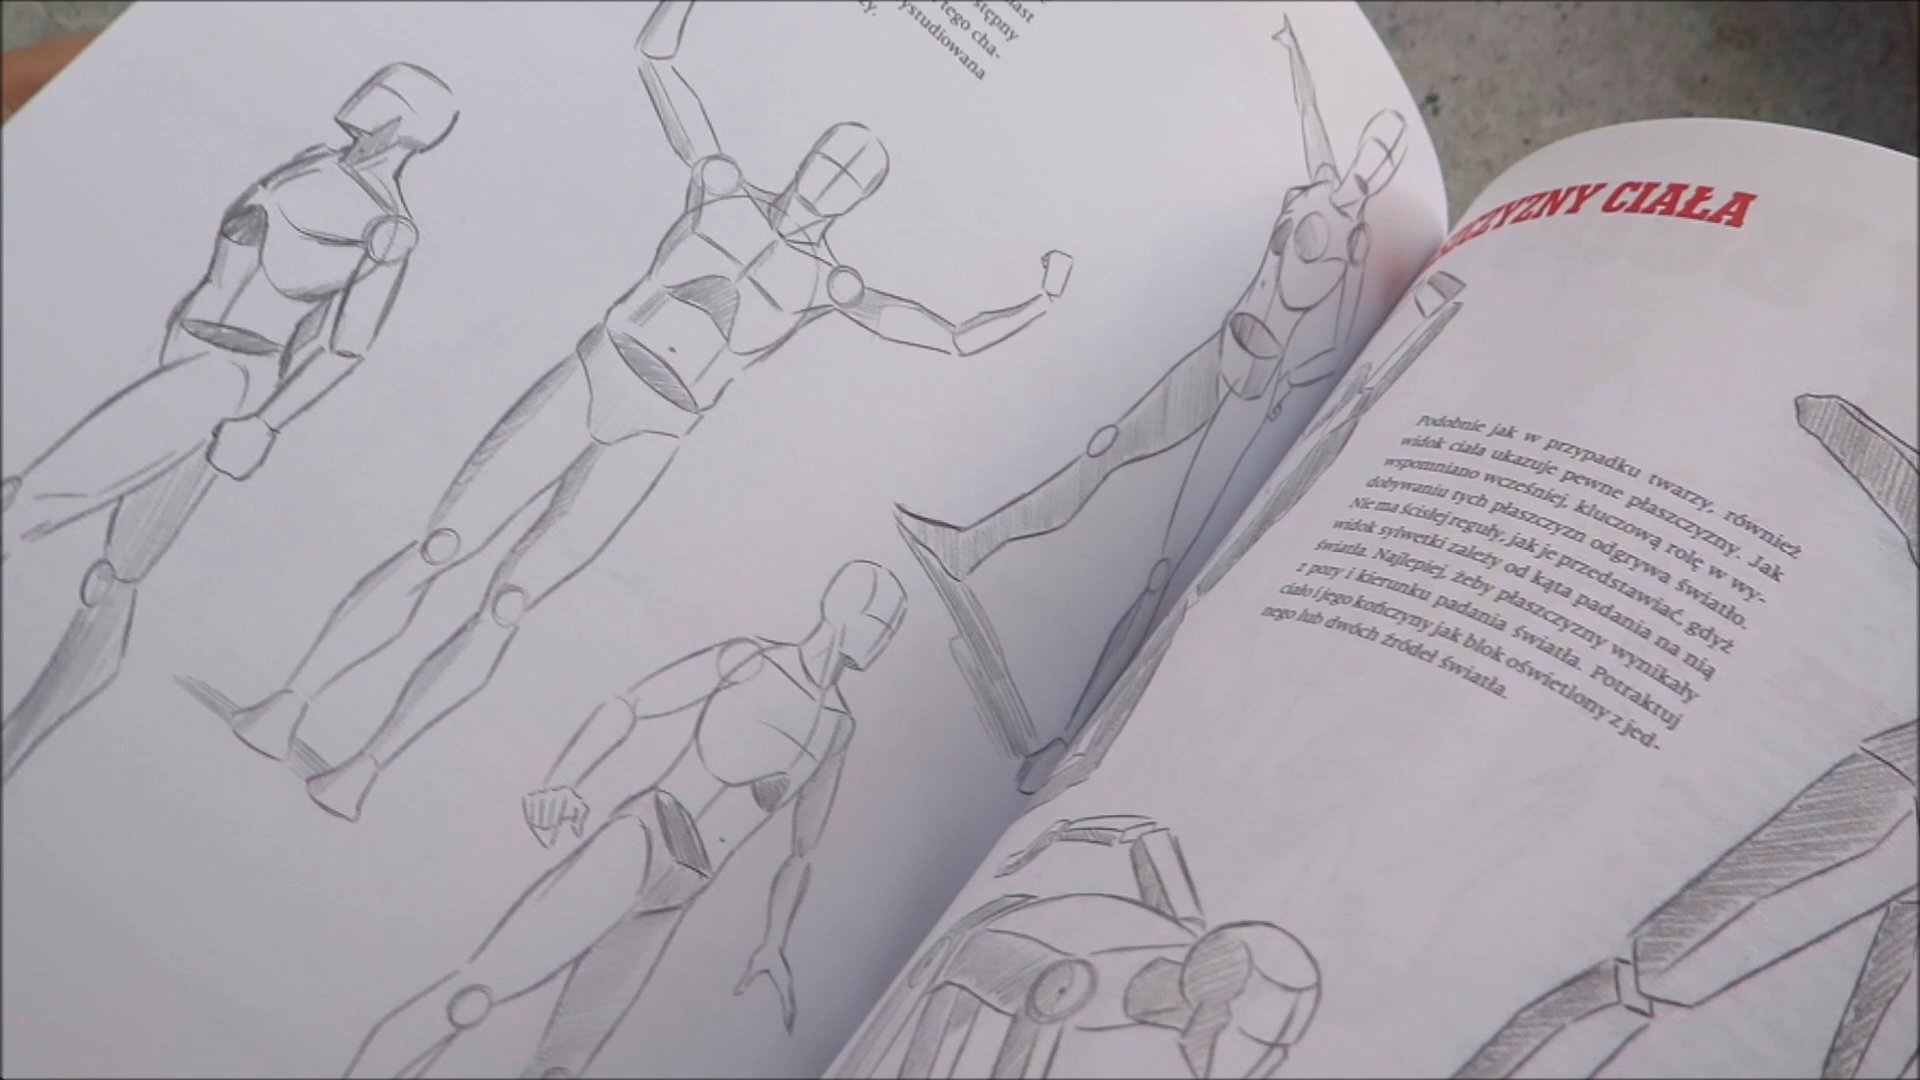 stępny
tego cha-
ystudiowana
CIAŁA
Podobnie jak w przypadku twarzy, również
widok ciała ukazuje pewne płaszczyzny. Jak
wspomniano wcześniej, kluczową rolę w wy-
dobywaniu tych płaszczyzn odgrywa światło.
Nie ma ścisłej reguły, jak je przedstawiać, gdyż
widok sylwetki zależy od kąta padania na nią
światła. Najlepiej, żeby płaszczyzny wynikały
z pozy i kierunku padania światła. Potraktuj
ciało i jego kończyny jak blok oświetlony z jed-
nego lub dwóch źródeł światła.